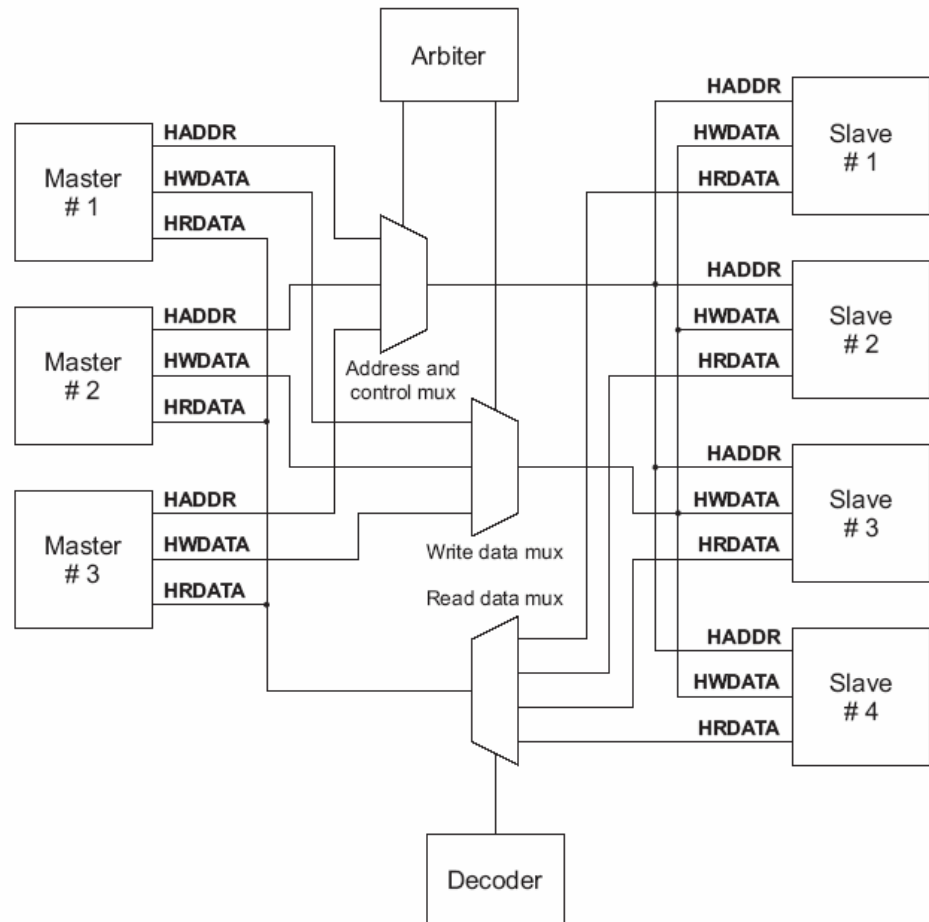 Arbiter
Master
# 1
HADDR
HWDATA
HRDATA
Master
# 2
HADDR
HWDATA
HRDATA
Master
# 3
HADDR
HWDATA
HRDATA
Address and
control mux
Write data mux
Read data mux
HADDR
HWDATA
HRDATA
Slave
# 1
HADDR
HWDATA
HRDATA
Slave
# 2
HADDR
HWDATA
HRDATA
Slave
# 3
HADDR
HWDATA
HRDATA
Slave
# 4
Decoder